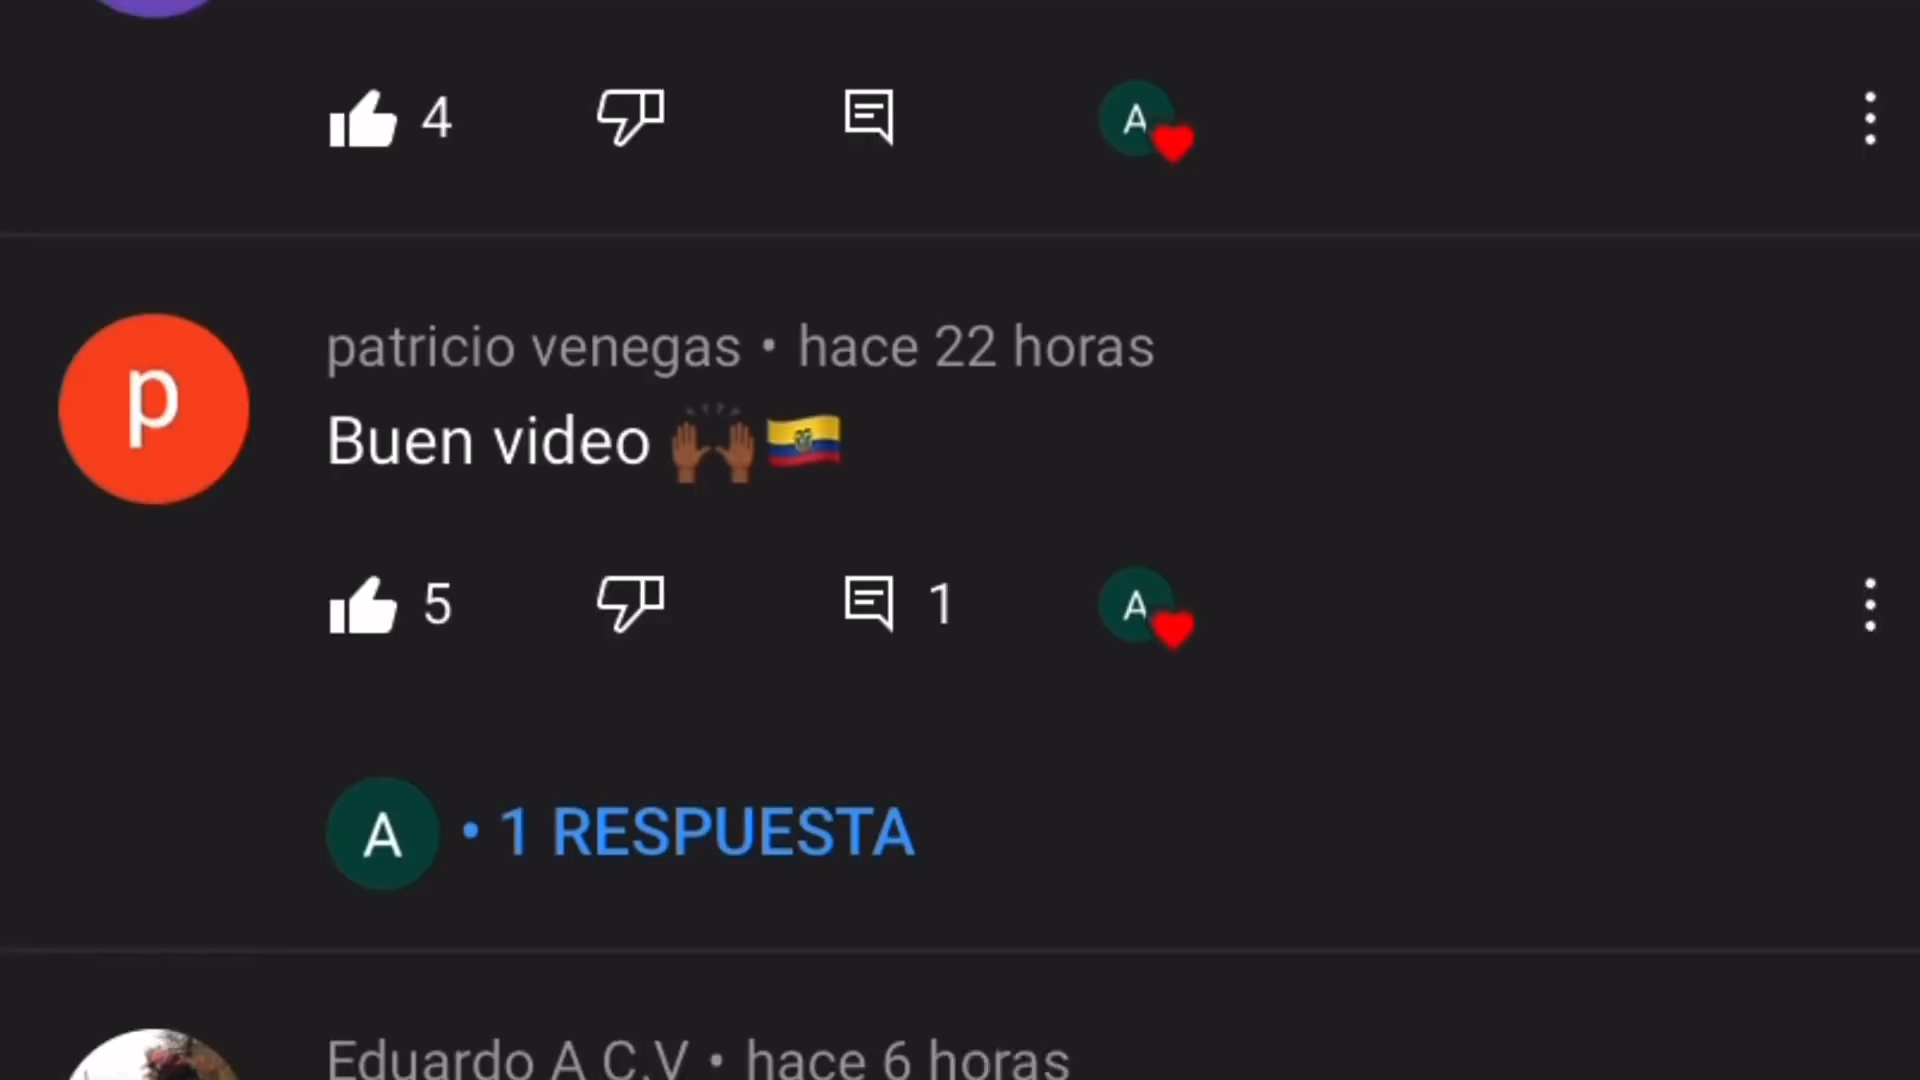 4
A
patricio venegas • hace 22 horas
p
Buen video 🙌🏾🇪🇨
5
1
A
A • 1 RESPUESTA
Eduardo A C.V • hace 6 horas